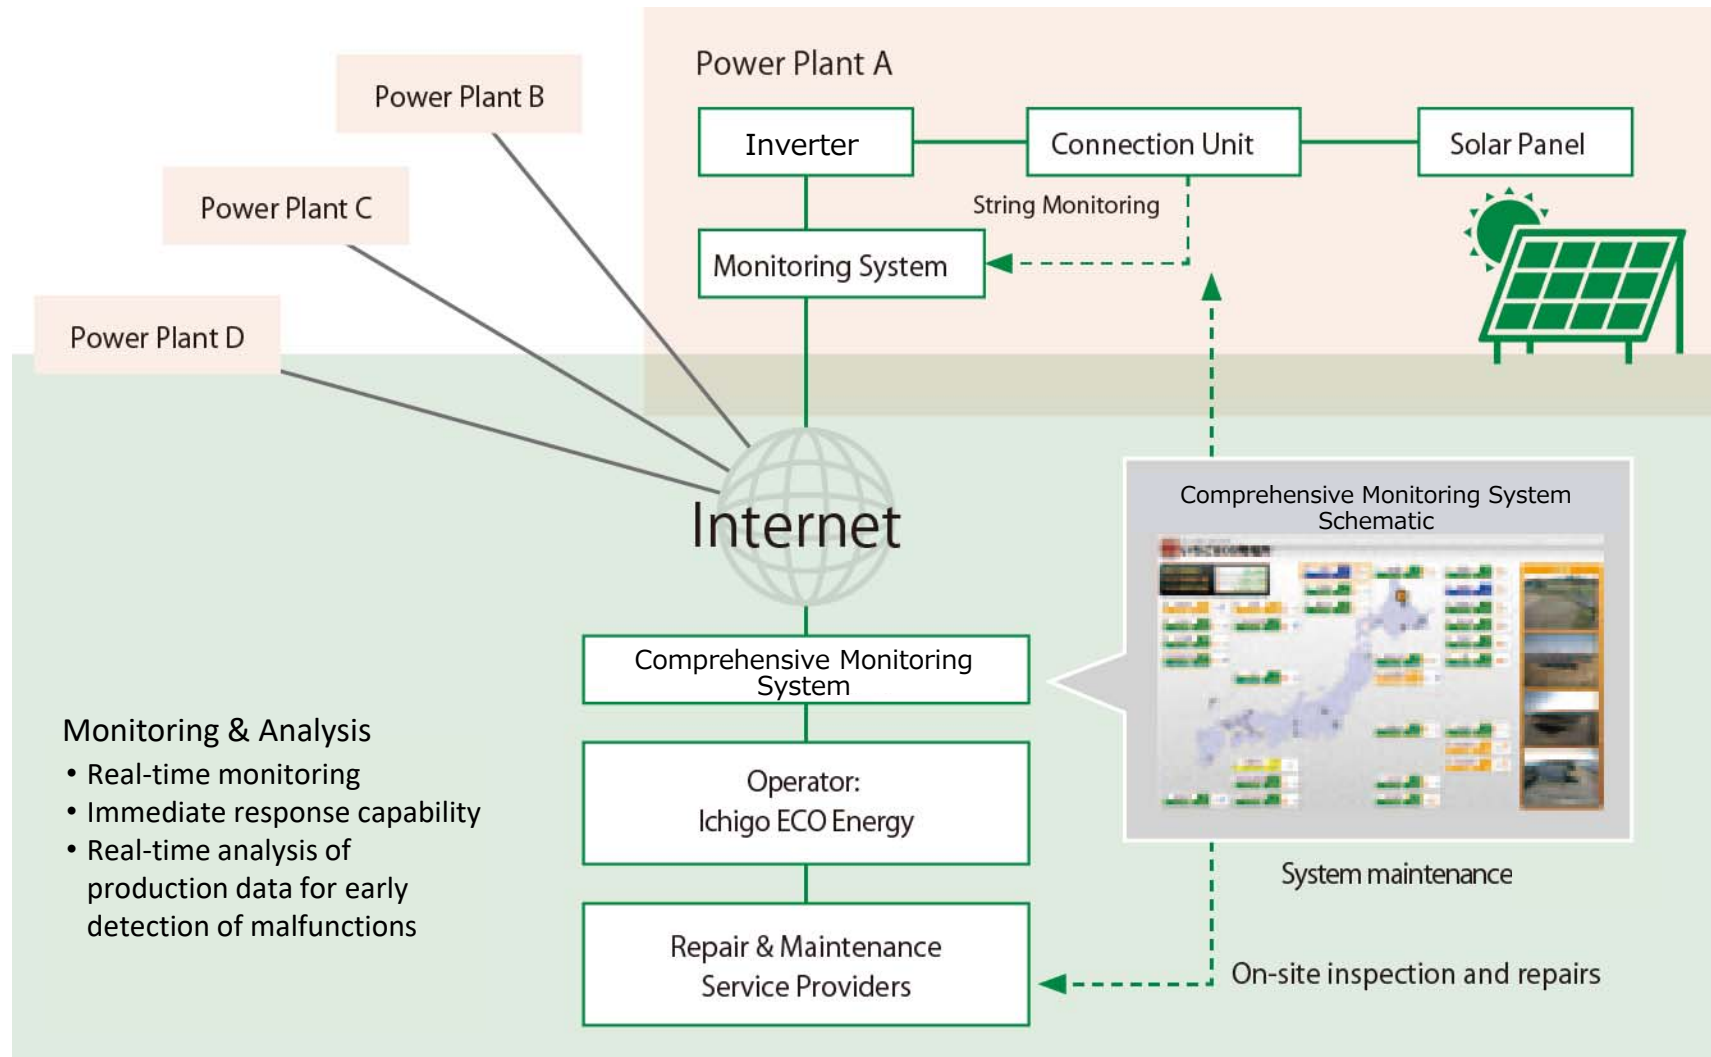 Power Plant A
Power Plant B
Inverter
Connection Unit
Solar Panel
Power Plant C
String Monitoring
Monitoring System
Power Plant D
Internet
Comprehensive Monitoring System
Schematic
Comprehensive Monitoring
System
Monitoring & Analysis
• Real-time monitoring
• Immediate response capability
• Real-time analysis of
production data for early
detection of malfunctions
Operator:
Ichigo ECO Energy
System maintenance
Repair & Maintenance
Service Providers
On-site inspection and repairs